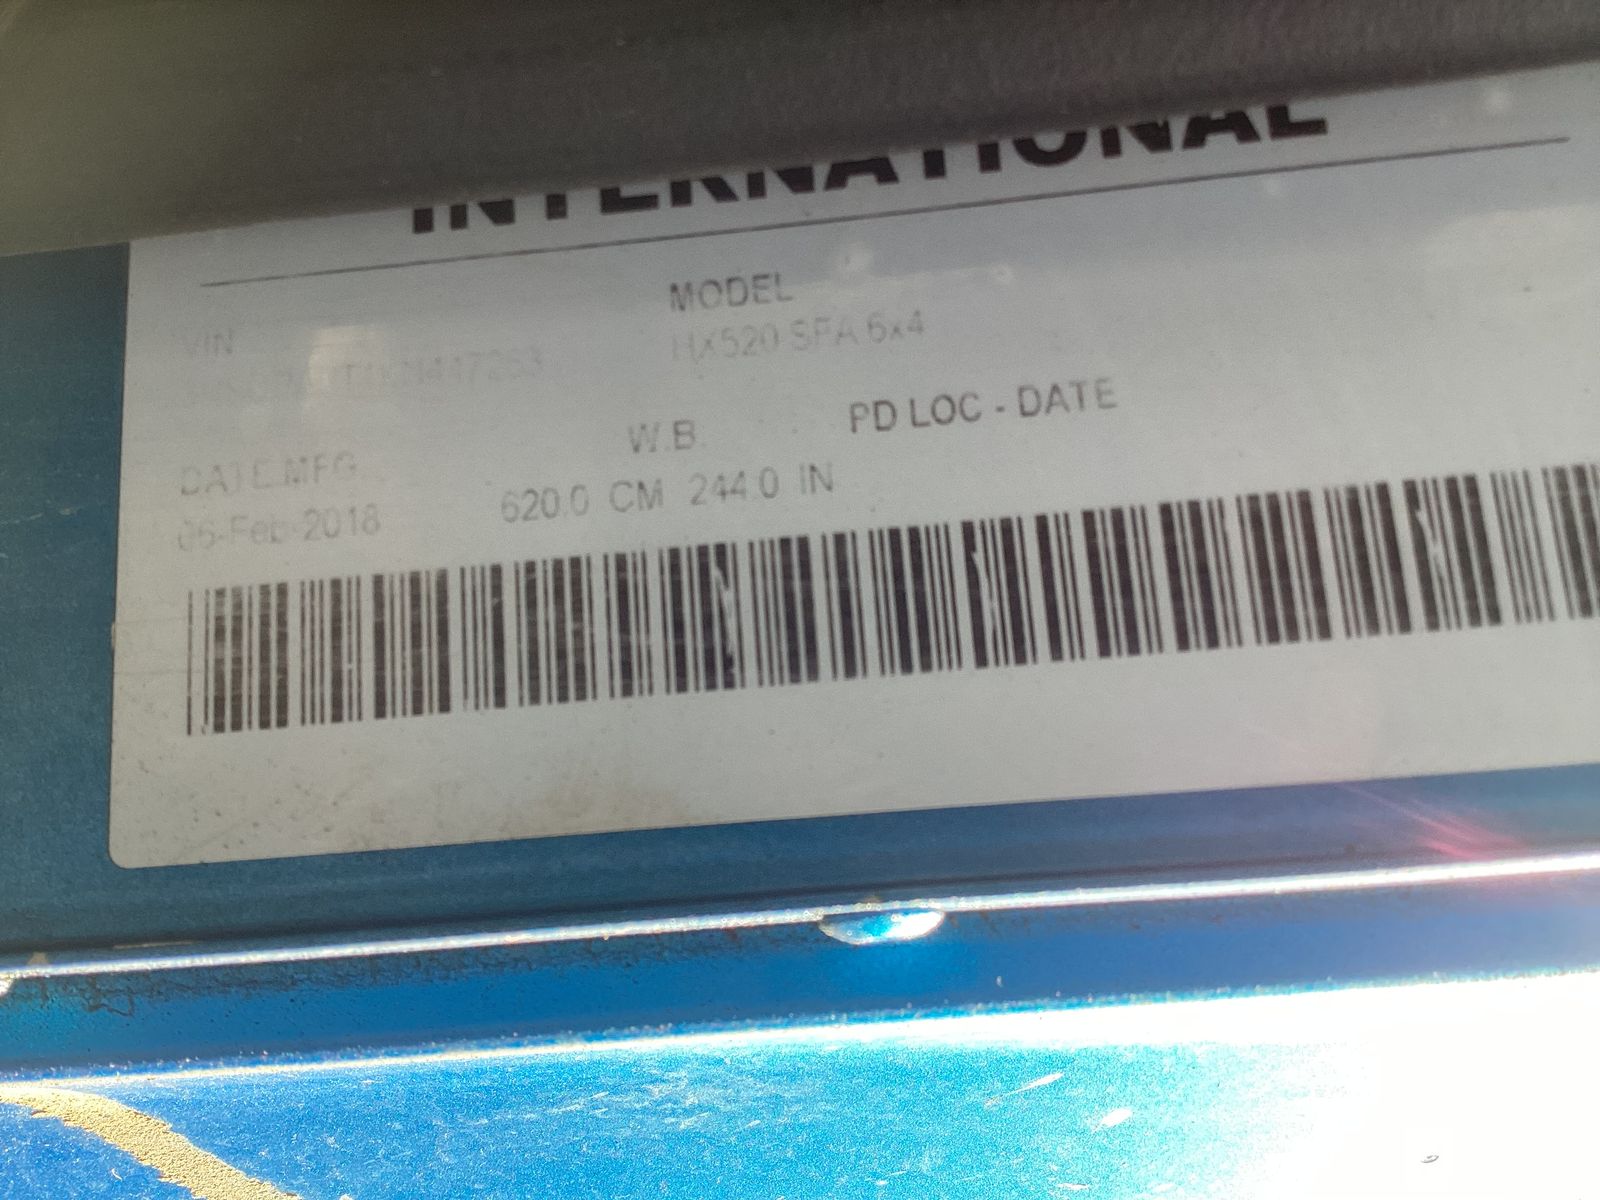 INTERNATIONAL
VIN MODEL
HX520 SFA 6x4
DATE MFG W.B. PD LOC - DATE
06-Feb-2018 620.0 CM 244.0 IN